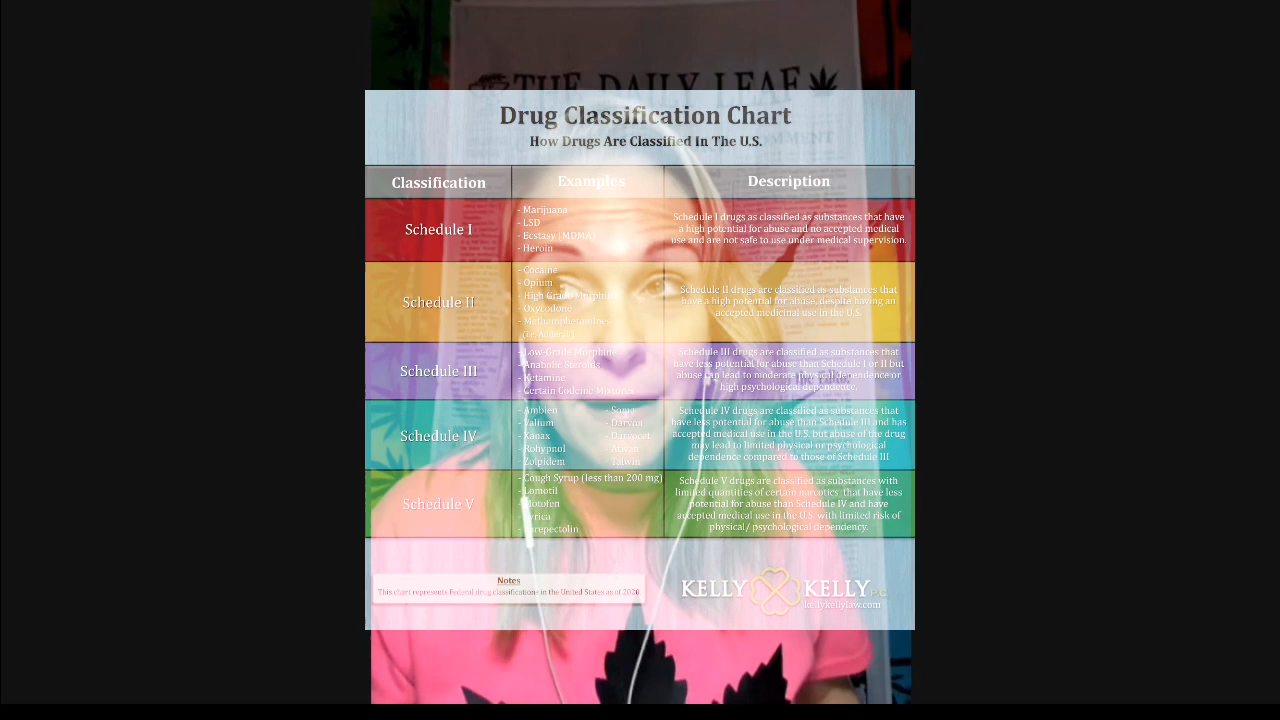 THE DAILY LEAF
Drug Classification Chart
How Drugs Are Classified In The U.S.
Classification
Examples
Description
Schedule I
- Marijuana
- LSD
- Ecstasy (MDMA)
- Heroin
Schedule I drugs as classified as substances that have
a high potential for abuse and no accepted medical
use and are not safe to use under medical supervision.
Schedule II
- Cocaine
- Opium
- High Grade Morphine
- Oxycodone
- Methamphetamines
(i.e. Adderall)
Schedule II drugs are classified as substances that
have a high potential for abuse, despite having an
accepted medicinal use in the U.S.
Schedule III
- Low-Grade Morphine
- Anabolic Steroids
- Ketamine
- Certain Codeine Mixtures
Schedule III drugs are classified as substances that
have less potential for abuse than Schedule I or II but
abuse can lead to moderate physical dependence or
high psychological dependence.
Schedule IV
- Ambien
- Valium
- Xanax
- Rohypnol
- Zolpidem
- Soma
- Darvon
- Darvocet
- Ativan
- Talwin
Schedule IV drugs are classified as substances that
have less potential for abuse than Schedule III and has
accepted medical use in the U.S. but abuse of the drug
may lead to limited physical or psychological
dependence compared to those of Schedule III
Schedule V
- Cough Syrup (less than 200 mg)
- Lomotil
- Motofen
- Lyrica
- Parepectolin
Schedule V drugs are classified as substances with
limited quantities of certain narcotics that have less
potential for abuse than Schedule IV and have
accepted medical use in the U.S. with limited risk of
physical/ psychological dependency.
Notes
This chart represents Federal drug classifications in the United States as of 2020
KELLY KELLY PC
kellykellylaw.com